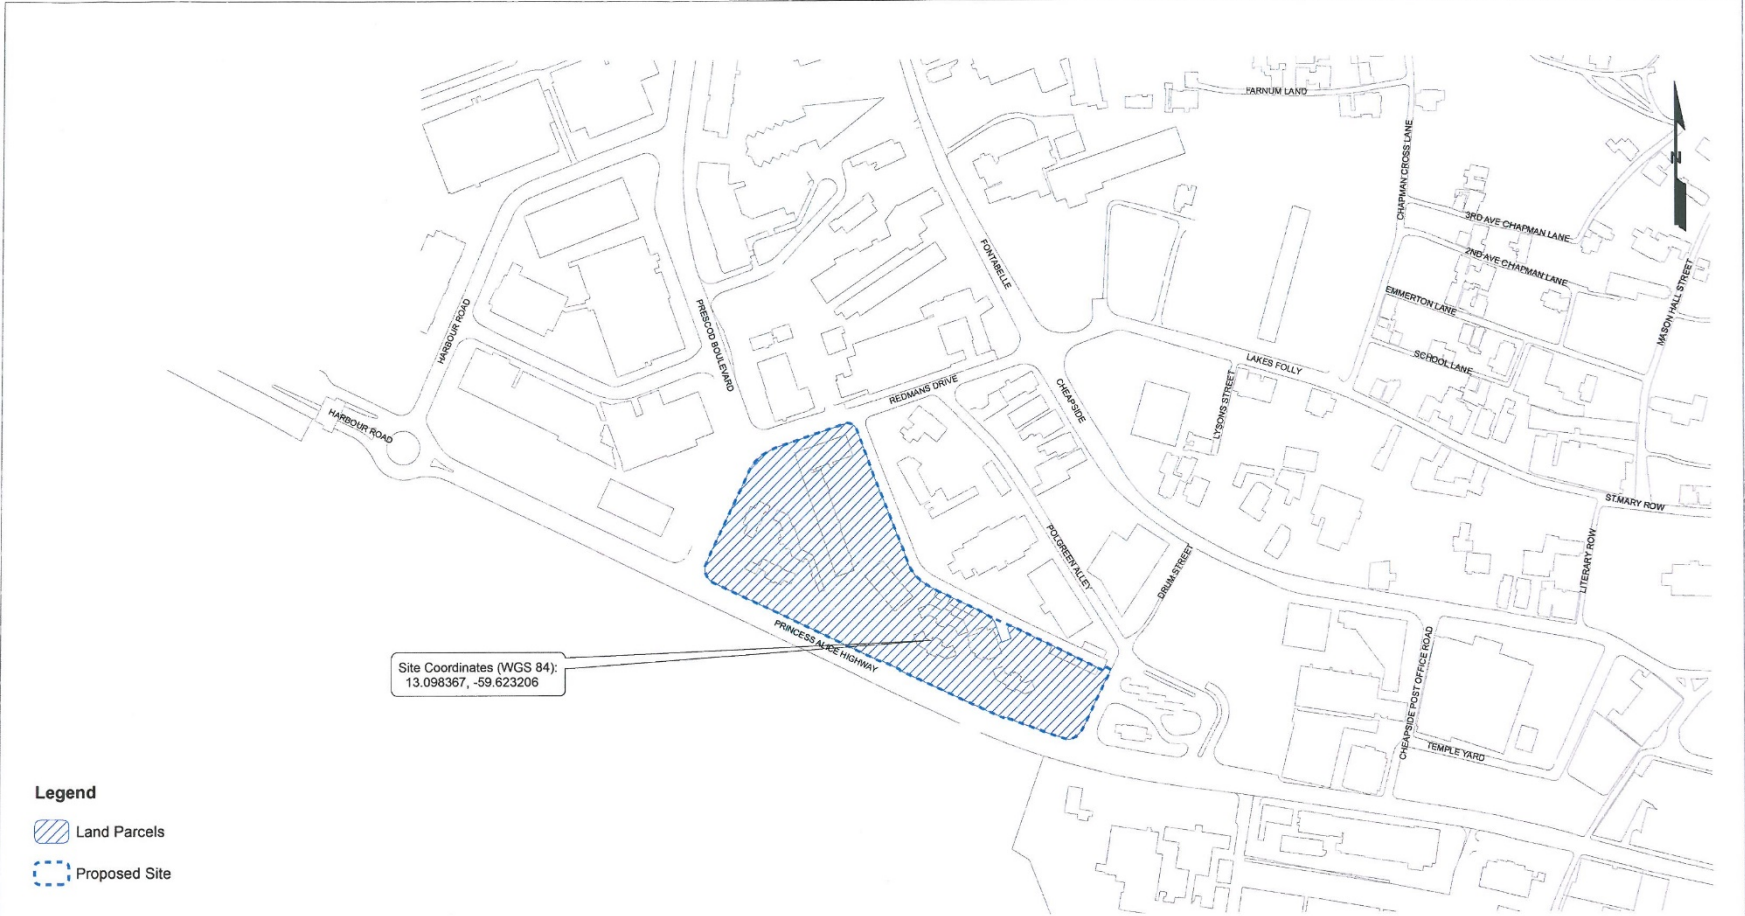 FARNUM LAND
CHAPMAN CROSS LANE
N
3RD AVE CHAPMAN LANE
2ND AVE CHAPMAN LANE
EMMERTON LANE
MASON HALL STREET
FONTABELLE
HARBOUR ROAD
PRESCOD BOULEVARD
SCHOOL LANE
LAKES FOLLY
REDMANS DRIVE
CHEAPSIDE
LYSONS STREET
HARBOUR ROAD
ST.MARY ROW
POLGREEN ALLEY
DRUM STREET
LITERARY ROW
PRINCESS ALICE HIGHWAY
Site Coordinates (WGS 84):
13.098367, -59.623206
CHEAPSIDE POST OFFICE ROAD
TEMPLE YARD
Legend
Land Parcels
Proposed Site